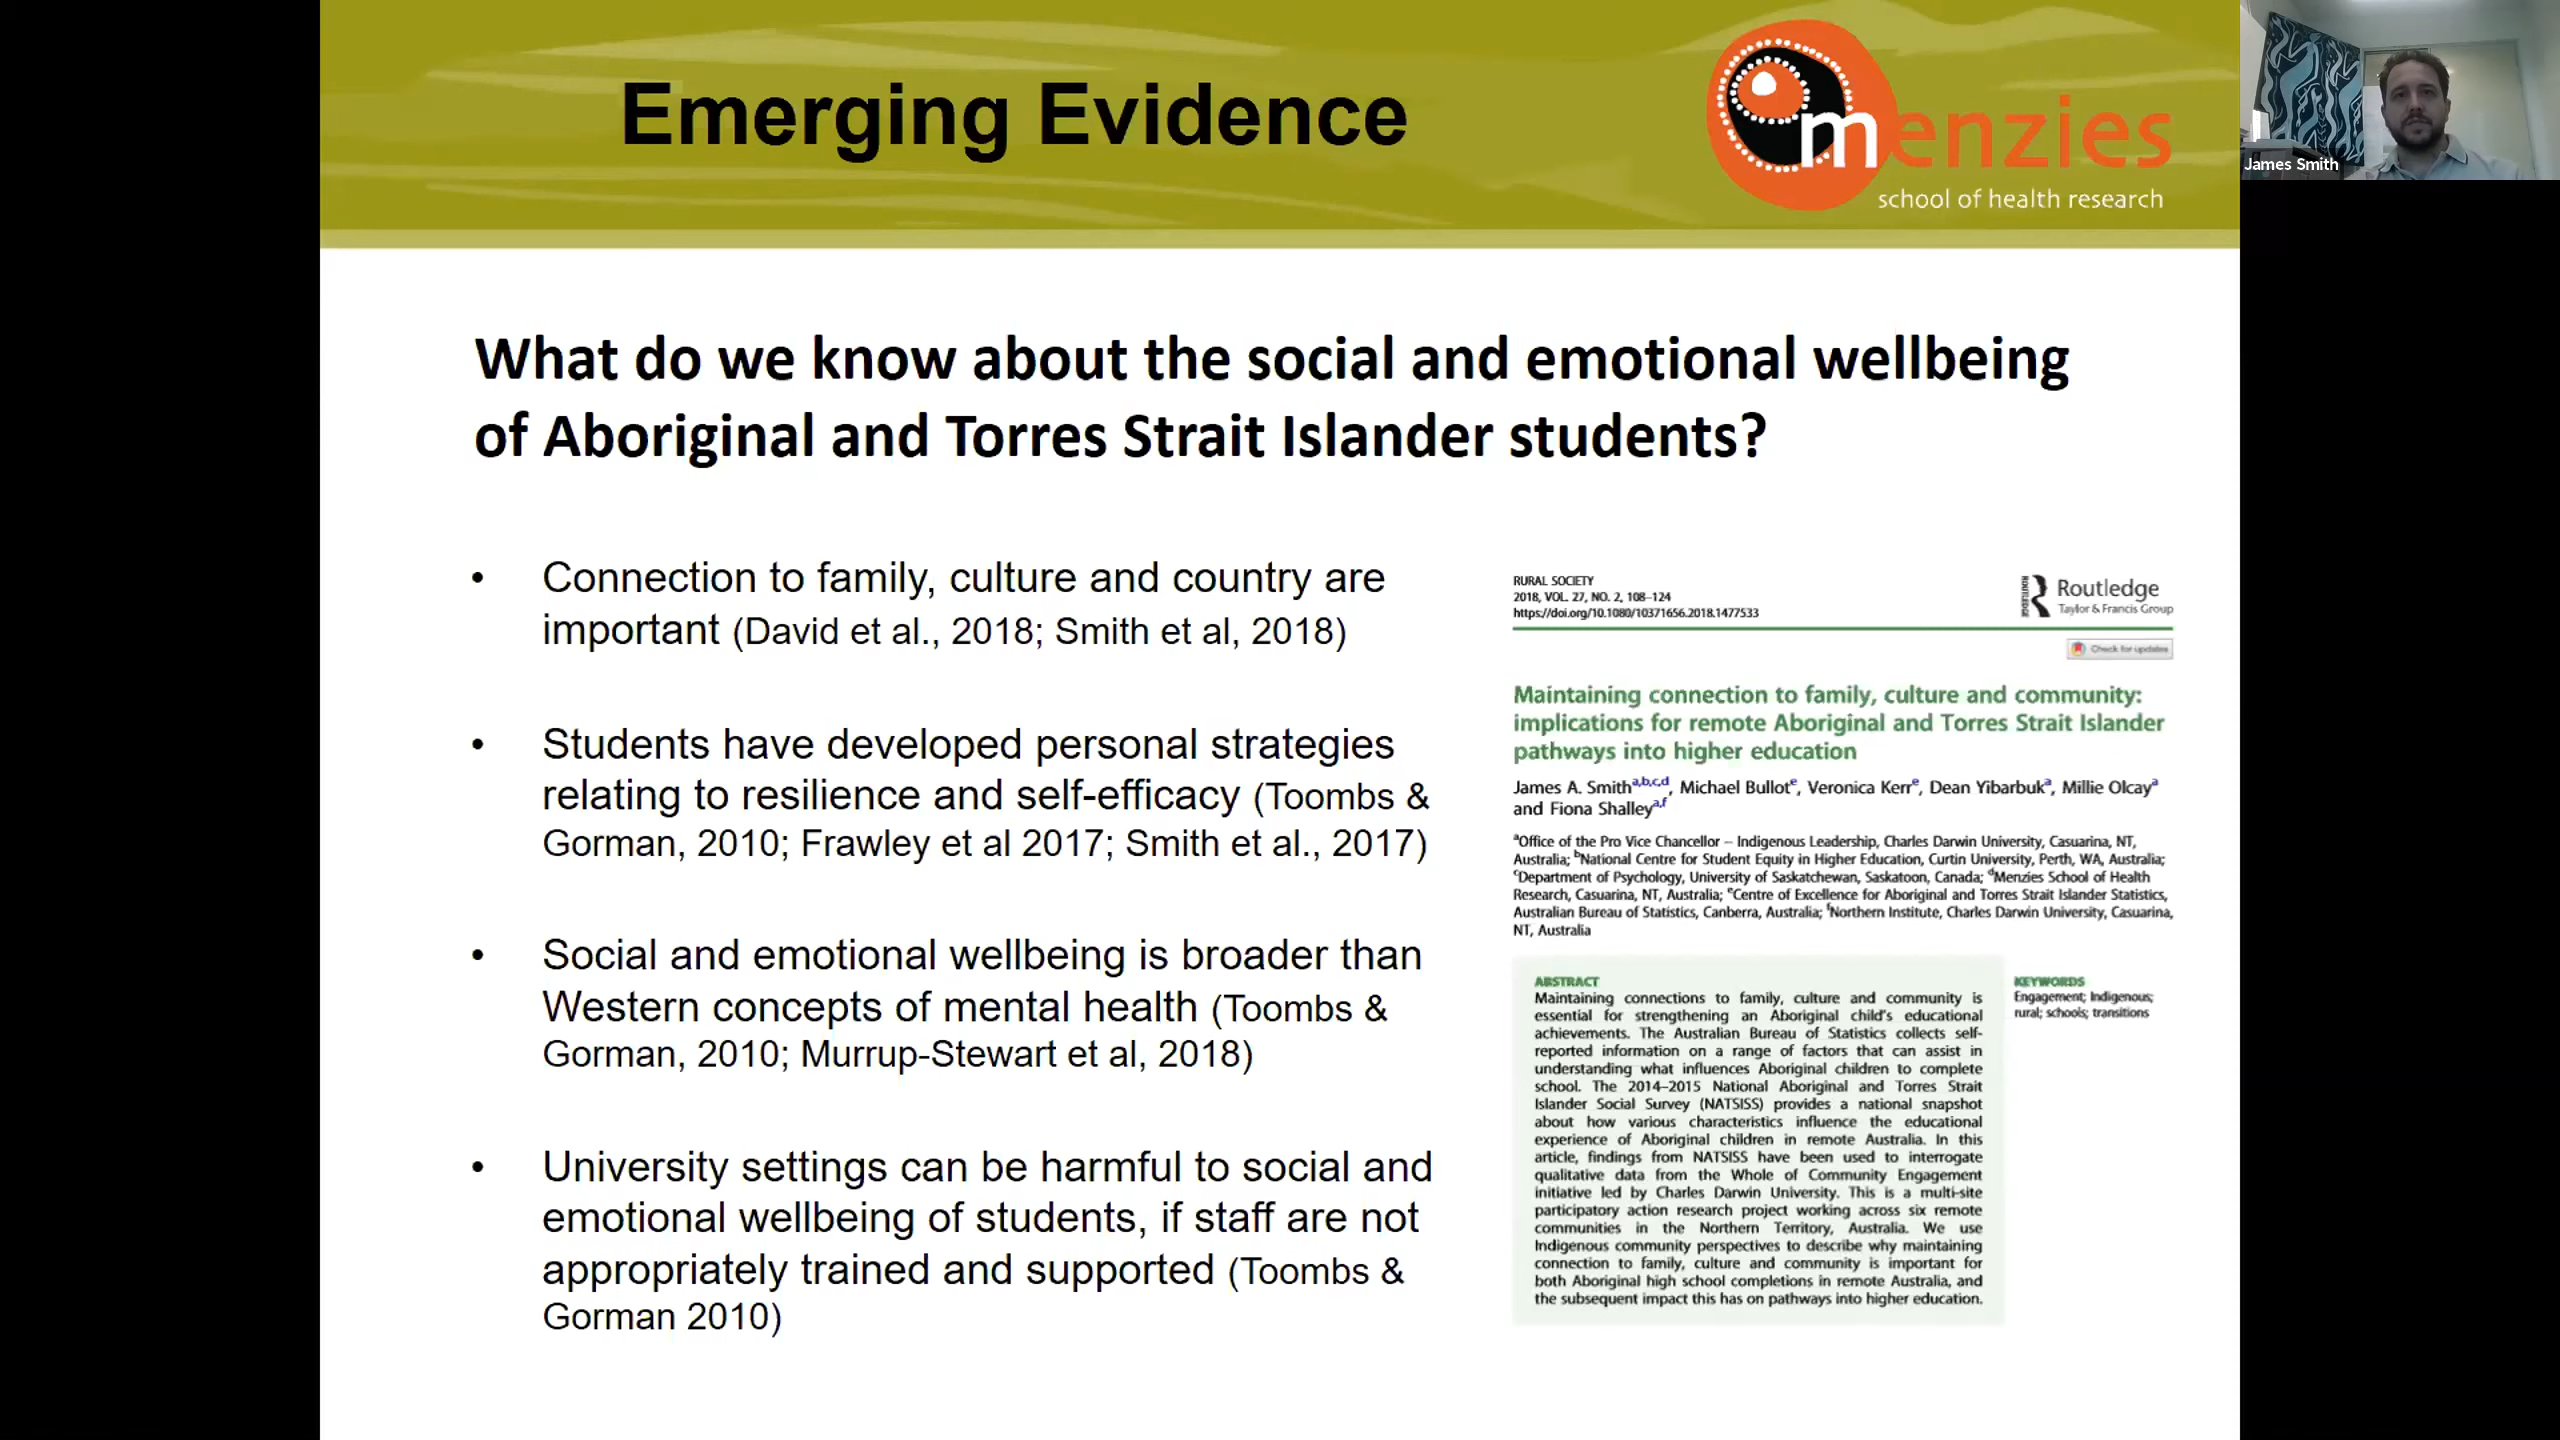 Emerging Evidence
menzies
school of health research
James Smith
What do we know about the social and emotional wellbeing
of Aboriginal and Torres Strait Islander students?
• Connection to family, culture and country are
important (David et al., 2018; Smith et al, 2018)
• Students have developed personal strategies
relating to resilience and self-efficacy (Toombs &
Gorman, 2010; Frawley et al 2017; Smith et al., 2017)
• Social and emotional wellbeing is broader than
Western concepts of mental health (Toombs &
Gorman, 2010; Murrup-Stewart et al, 2018)
• University settings can be harmful to social and
emotional wellbeing of students, if staff are not
appropriately trained and supported (Toombs &
Gorman 2010)
RURAL SOCIETY
2018, VOL. 27, NO. 2, 108–124
https://doi.org/10.1080/10371656.2018.1477533
ROUTLEDGE
Routledge
Taylor & Francis Group
Check for updates
Maintaining connection to family, culture and community:
implications for remote Aboriginal and Torres Strait Islander
pathways into higher education
James A. Smith a,b,c,d, Michael Bullot e, Veronica Kerr e, Dean Yibarbuk a, Millie Olcay a
and Fiona Shalley a,f
a Office of the Pro Vice Chancellor – Indigenous Leadership, Charles Darwin University, Casuarina, NT,
Australia; b National Centre for Student Equity in Higher Education, Curtin University, Perth, WA, Australia;
c Department of Psychology, University of Saskatchewan, Saskatoon, Canada; d Menzies School of Health
Research, Casuarina, NT, Australia; e Centre of Excellence for Aboriginal and Torres Strait Islander Statistics,
Australian Bureau of Statistics, Canberra, Australia; f Northern Institute, Charles Darwin University, Casuarina,
NT, Australia
ABSTRACT
Maintaining connections to family, culture and community is
essential for strengthening an Aboriginal child's educational
achievements. The Australian Bureau of Statistics collects self-
reported information on a range of factors that can assist in
understanding what influences Aboriginal children to complete
school. The 2014–2015 National Aboriginal and Torres Strait
Islander Social Survey (NATSISS) provides a national snapshot
about how various characteristics influence the educational
experience of Aboriginal children in remote Australia. In this
article, findings from NATSISS have been used to interrogate
qualitative data from the Whole of Community Engagement
initiative led by Charles Darwin University. This is a multi-site
participatory action research project working across six remote
communities in the Northern Territory, Australia. We use
Indigenous community perspectives to describe why maintaining
connection to family, culture and community is important for
both Aboriginal high school completions in remote Australia, and
the subsequent impact this has on pathways into higher education.
KEYWORDS
Engagement; Indigenous;
rural; schools; transitions